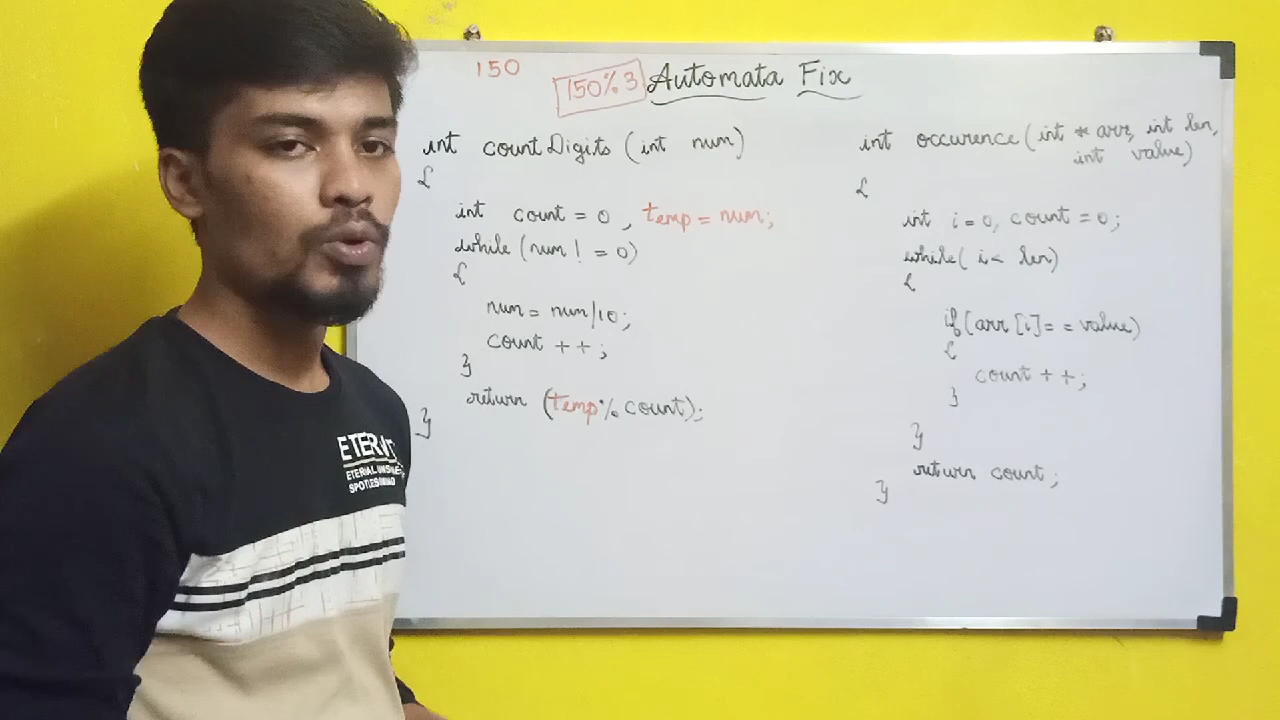 150
150%3 Automata Fix
int countDigits (int num)
{
int count = 0 , temp = num;
while (num ! = 0)
{
num = num/10;
count + + ;
}
return (temp % count);
}
int occurence (int * arr, int len,
int value)
{
int i = 0, count = 0;
while( i < len)
{
if (arr [i] = = value)
{
count + + ;
}
}
return count ;
}
ETERNIT